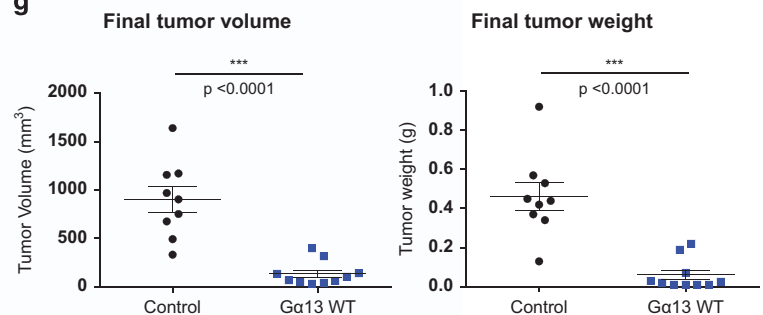 g
Final tumor volume
***
p <0.0001
Tumor Volume (mm³)
2000
1500
1000
500
0
Control
Gα13 WT
Final tumor weight
***
p <0.0001
Tumor weight (g)
1.0
0.8
0.6
0.4
0.2
0.0
Control
Gα13 WT